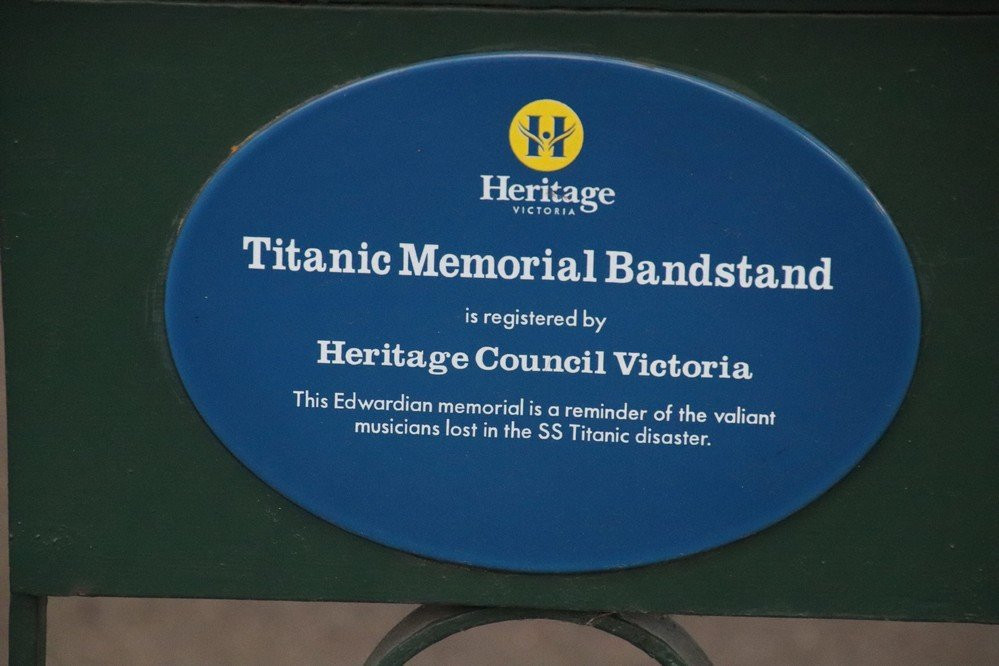 H
Heritage
VICTORIA
Titanic Memorial Bandstand
is registered by
Heritage Council Victoria
This Edwardian memorial is a reminder of the valiant
musicians lost in the SS Titanic disaster.